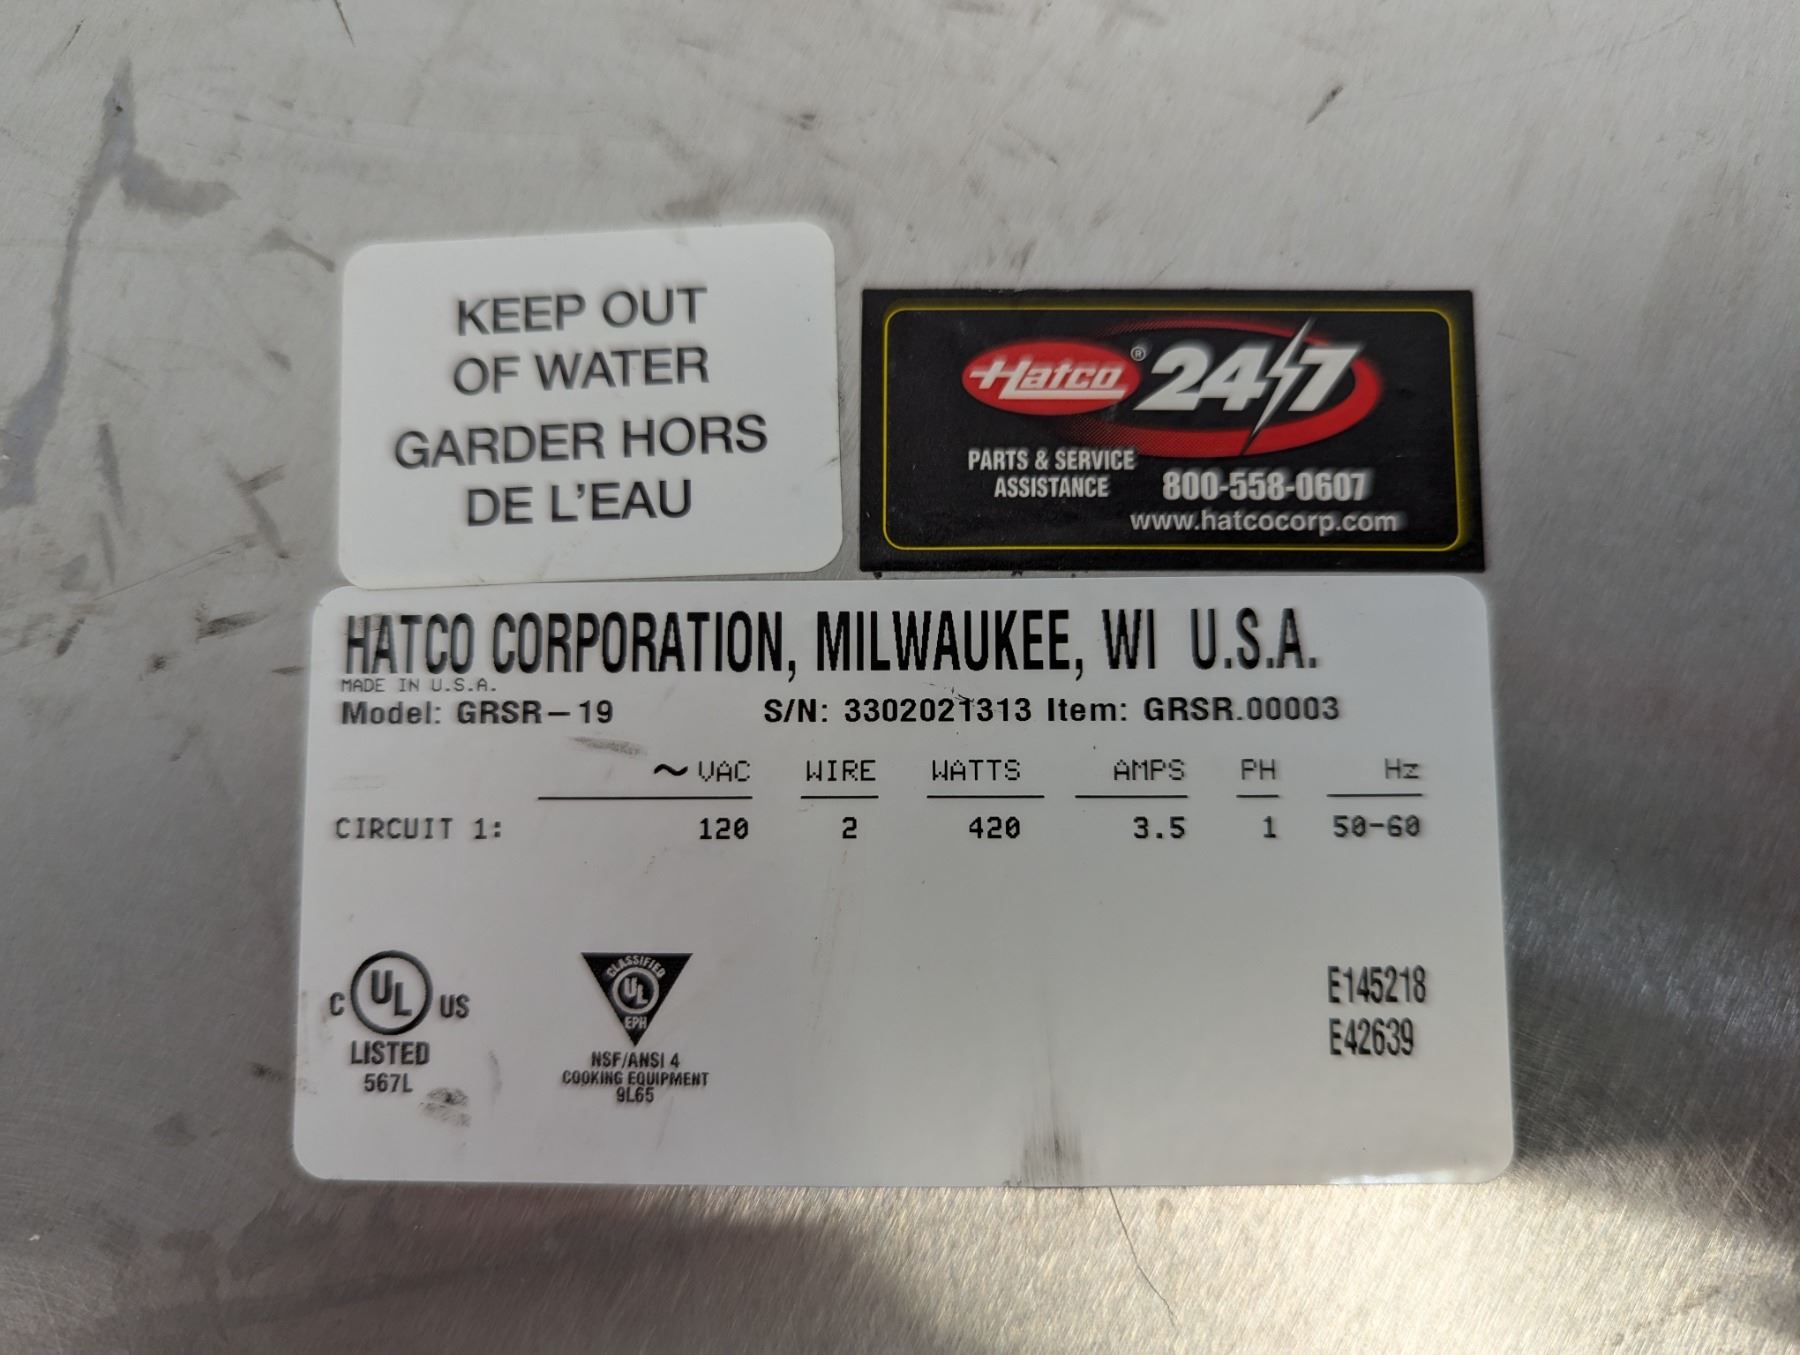 KEEP OUT
OF WATER
GARDER HORS
DE L'EAU
Hatco® 24/7
PARTS & SERVICE
ASSISTANCE
800-558-0607
www.hatcocorp.com
HATCO CORPORATION, MILWAUKEE, WI U.S.A.
MADE IN U.S.A.
Model: GRSR-19 S/N: 3302021313 Item: GRSR.00003
~ VAC WIRE WATTS AMPS PH Hz
CIRCUIT 1: 120 2 420 3.5 1 50-60
C UL US
LISTED
567L
CLASSIFIED
UL
EPH
NSF/ANSI 4
COOKING EQUIPMENT
9L65
E145218
E42639